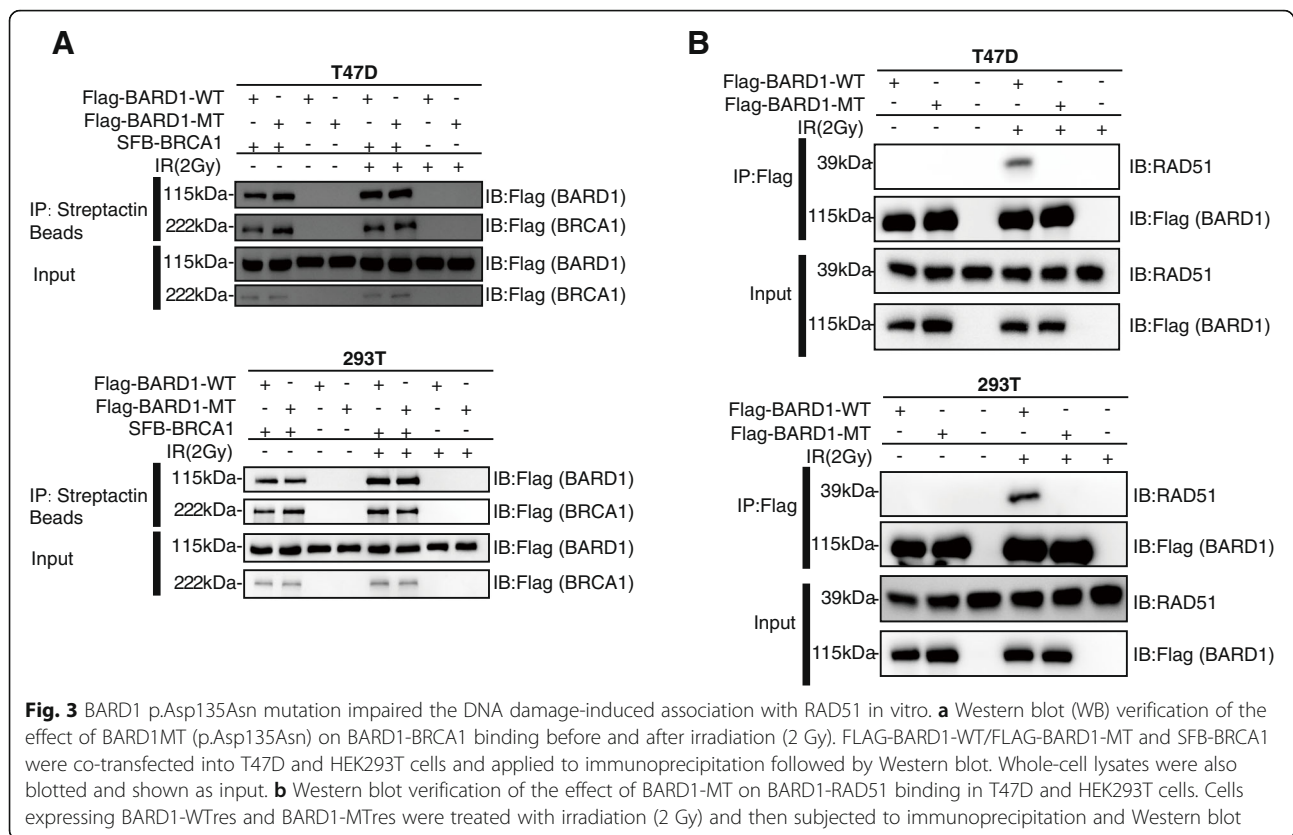 A
T47D
Flag-BARD1-WT + - + - + - + -
Flag-BARD1-MT - + - + - + - +
SFB-BRCA1 + + - - + + - -
IR(2Gy) - - - - + + + +
IP: Streptactin Beads
115kDa- IB:Flag (BARD1)
222kDa- IB:Flag (BRCA1)
Input
115kDa- IB:Flag (BARD1)
222kDa- IB:Flag (BRCA1)
293T
Flag-BARD1-WT + - + - + - + -
Flag-BARD1-MT - + - + - + - +
SFB-BRCA1 + + - - + + - -
IR(2Gy) - - - - + + + +
IP: Streptactin Beads
115kDa- IB:Flag (BARD1)
222kDa- IB:Flag (BRCA1)
Input
115kDa- IB:Flag (BARD1)
222kDa- IB:Flag (BRCA1)
B
T47D
Flag-BARD1-WT + - - + - -
Flag-BARD1-MT - + - - + -
IR(2Gy) - - - + + +
IP:Flag
39kDa- IB:RAD51
115kDa- IB:Flag (BARD1)
Input
39kDa- IB:RAD51
115kDa- IB:Flag (BARD1)
293T
Flag-BARD1-WT + - - + - -
Flag-BARD1-MT - + - - + -
IR(2Gy) - - - + + +
IP:Flag
39kDa- IB:RAD51
115kDa- IB:Flag (BARD1)
Input
39kDa- IB:RAD51
115kDa- IB:Flag (BARD1)
Fig. 3 BARD1 p.Asp135Asn mutation impaired the DNA damage-induced association with RAD51 in vitro. a Western blot (WB) verification of the
effect of BARD1MT (p.Asp135Asn) on BARD1-BRCA1 binding before and after irradiation (2 Gy). FLAG-BARD1-WT/FLAG-BARD1-MT and SFB-BRCA1
were co-transfected into T47D and HEK293T cells and applied to immunoprecipitation followed by Western blot. Whole-cell lysates were also
blotted and shown as input. b Western blot verification of the effect of BARD1-MT on BARD1-RAD51 binding in T47D and HEK293T cells. Cells
expressing BARD1-WTres and BARD1-MTres were treated with irradiation (2 Gy) and then subjected to immunoprecipitation and Western blot